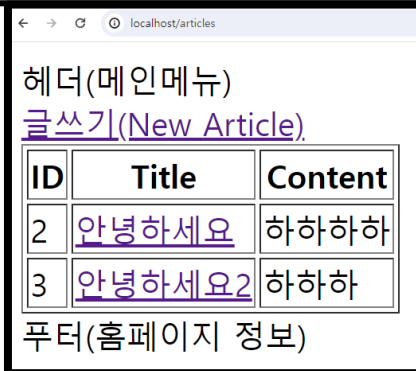 localhost/articles
헤더(메인메뉴)
글쓰기(New Article)
ID Title Content
2 안녕하세요 하하하하
3 안녕하세요2 하하하
푸터(홈페이지 정보)